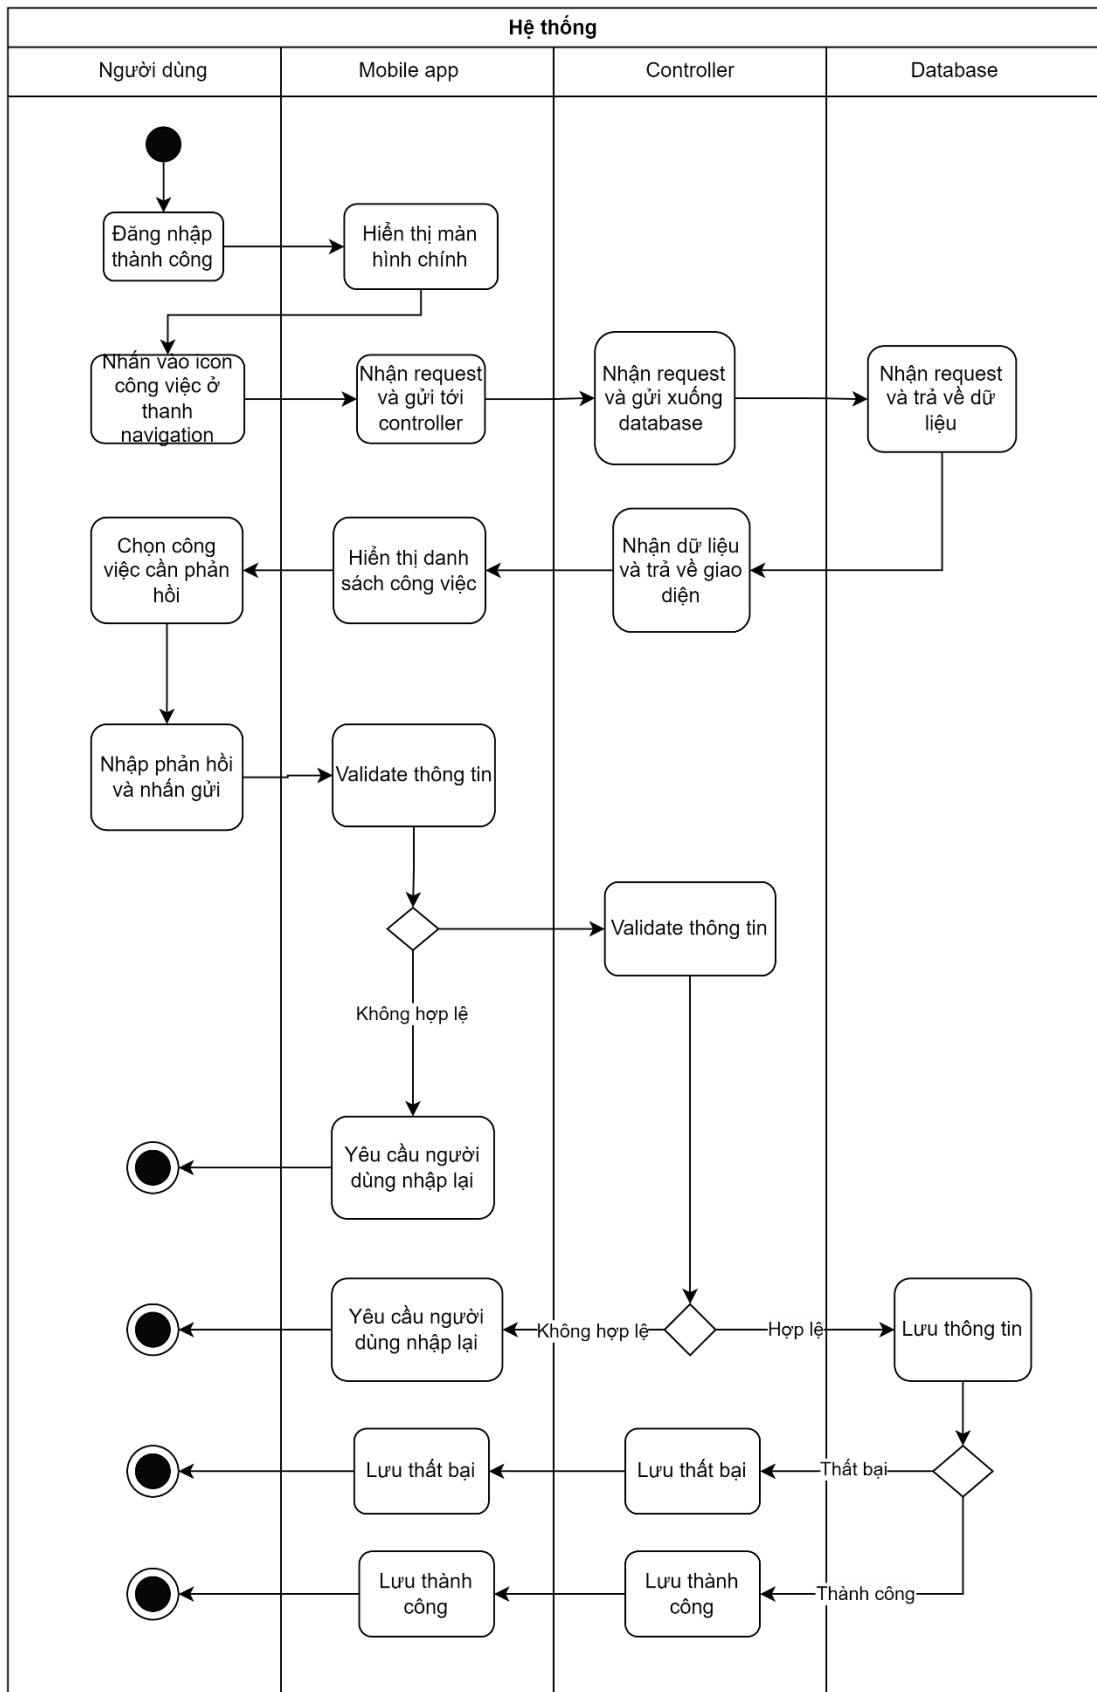 Hệ thống
Người dùng
Mobile app
Controller
Database
Đăng nhập
thành công
Hiển thị màn
hình chính
Nhấn vào icon
công việc ở
thanh
navigation
Nhận request
và gửi tới
controller
Nhận request
và gửi xuống
database
Nhận request
và trả về dữ
liệu
Chọn công
việc cần phản
hồi
Hiển thị danh
sách công việc
Nhận dữ liệu
và trả về giao
diện
Nhập phản hồi
và nhấn gửi
Validate thông tin
Validate thông tin
Không hợp lệ
Yêu cầu người
dùng nhập lại
Yêu cầu người
dùng nhập lại
Không hợp lệ
Hợp lệ
Lưu thông tin
Lưu thất bại
Lưu thất bại
Thất bại
Lưu thành
công
Lưu thành
công
Thành công